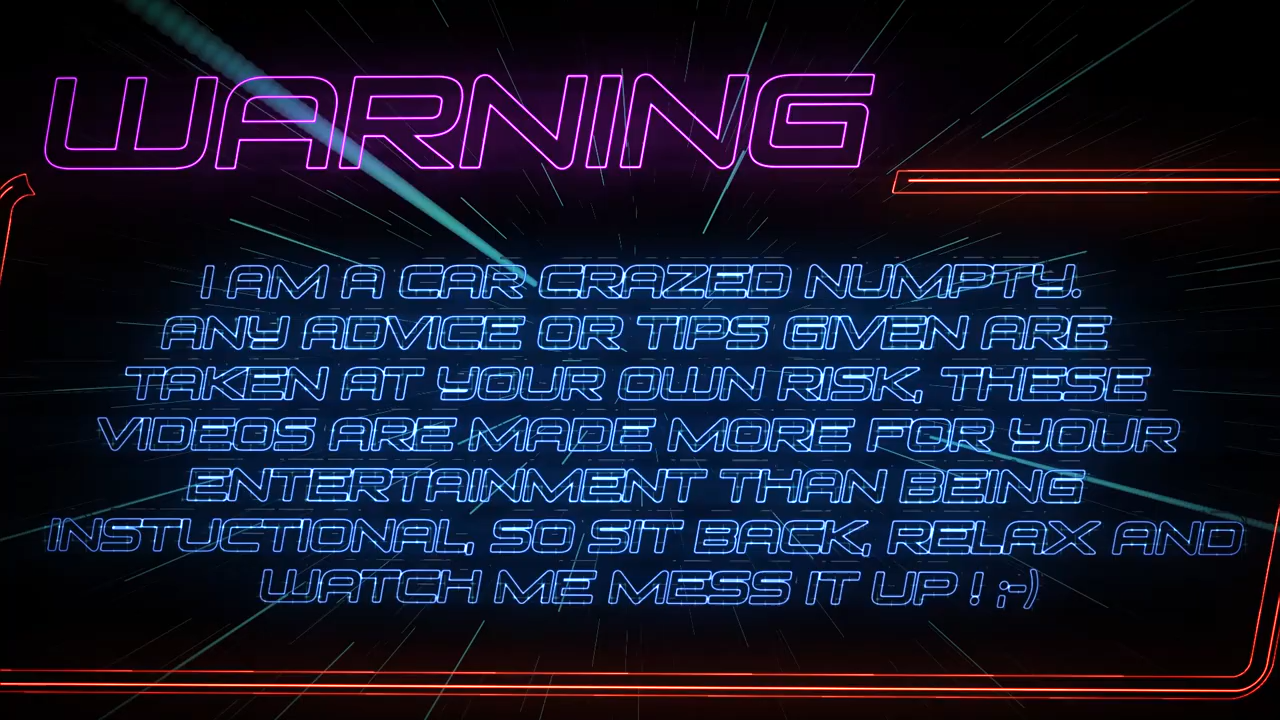 WARNING
I AM A CAR CRAZED NUMPTY.
ANY ADVICE OR TIPS GIVEN ARE
TAKEN AT YOUR OWN RISK, THESE
VIDEOS ARE MADE MORE FOR YOUR
ENTERTAINMENT THAN BEING
INSTUCTIONAL, SO SIT BACK, RELAX AND
WATCH ME MESS IT UP ! ;-)